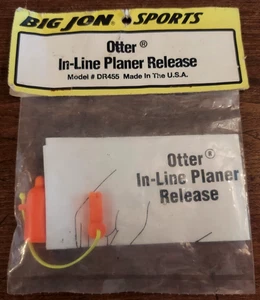 BIG JON® SPORTS
Otter®
In-Line Planer Release
Model # DR455 Made In The U.S.A.
Otter®
In-Line Planer
Release